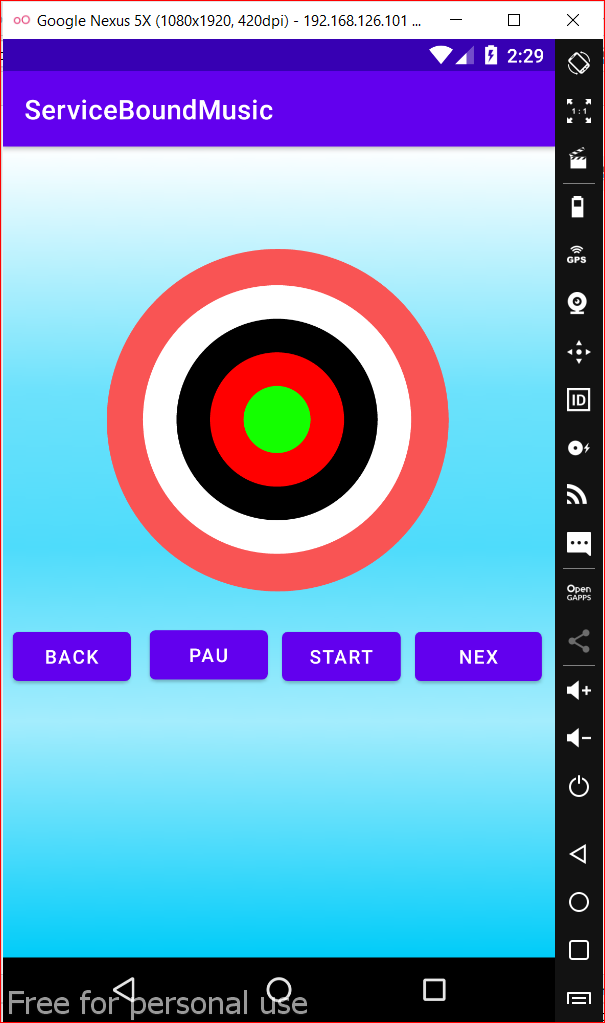 Google Nexus 5X (1080x1920, 420dpi) - 192.168.126.101 ...
2:29
ServiceBoundMusic
1:1
GPS
ID
BACK PAU START NEX
Open
GAPPS
Free for personal use